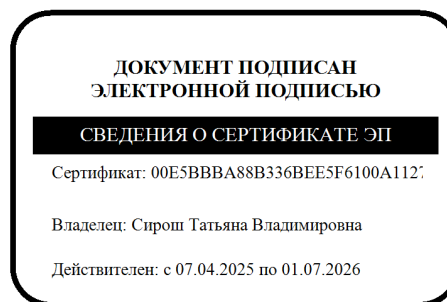 ДОКУМЕНТ ПОДПИСАН
ЭЛЕКТРОННОЙ ПОДПИСЬЮ
СВЕДЕНИЯ О СЕРТИФИКАТЕ ЭП
Сертификат: 00E5BBBA88B336BEE5F6100A1127
Владелец: Сирош Татьяна Владимировна
Действителен: с 07.04.2025 по 01.07.2026